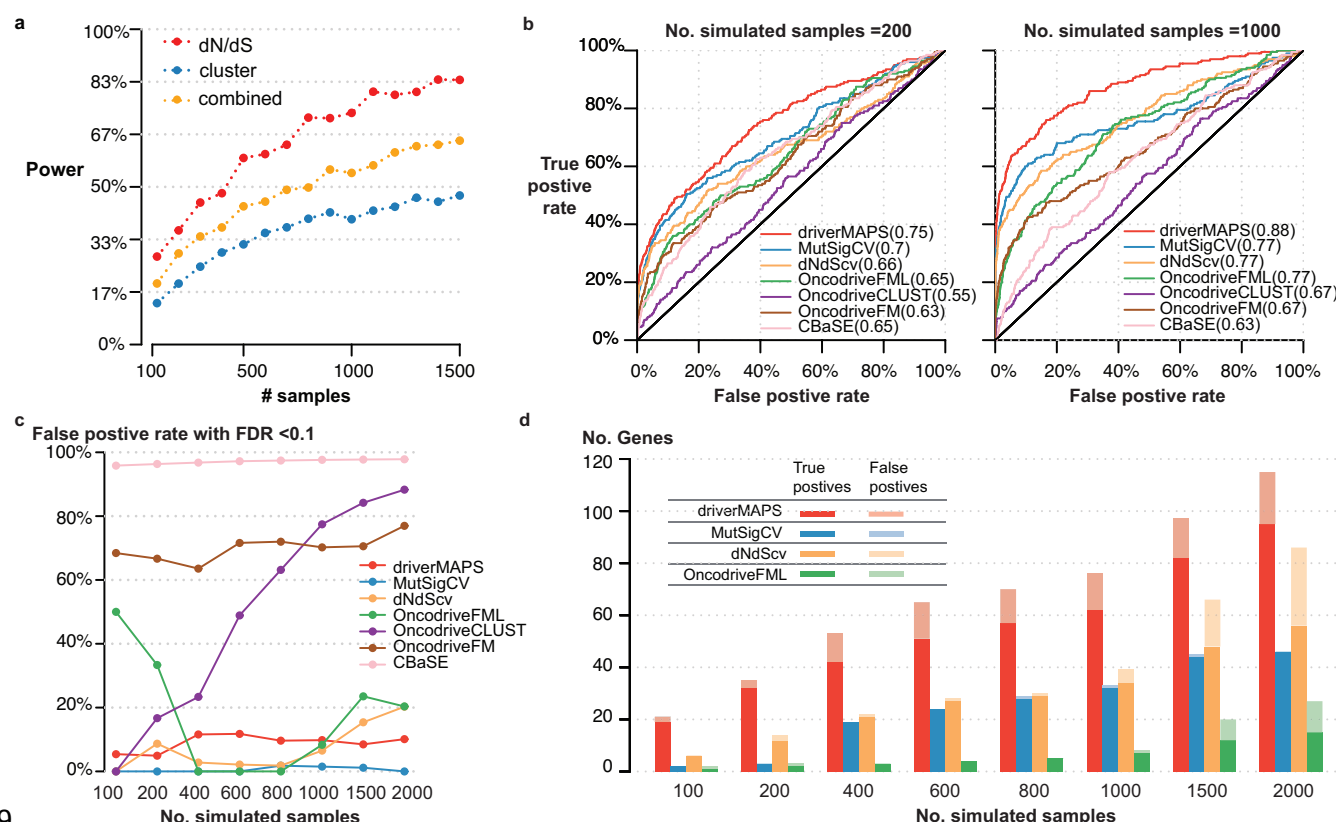 a
100%
83%
67%
50%
33%
17%
0%
Power
dN/dS
cluster
combined
100
500
1000
1500
# samples
b
No. simulated samples =200
100%
80%
60%
40%
20%
0%
True
postive
rate
driverMAPS(0.75)
MutSigCV(0.7)
dNdScv(0.66)
OncodriveFML(0.65)
OncodriveCLUST(0.55)
OncodriveFM(0.63)
CBaSE(0.65)
0%
20%
40%
60%
80%
100%
False postive rate
No. simulated samples =1000
driverMAPS(0.88)
MutSigCV(0.77)
dNdScv(0.77)
OncodriveFML(0.77)
OncodriveCLUST(0.67)
OncodriveFM(0.67)
CBaSE(0.63)
0%
20%
40%
60%
80%
100%
False postive rate
c
False postive rate with FDR <0.1
100%
80%
60%
40%
20%
0%
driverMAPS
MutSigCV
dNdScv
OncodriveFML
OncodriveCLUST
OncodriveFM
CBaSE
100
200
400
600
800
1000
1500
2000
No. simulated samples
d
No. Genes
120
100
80
60
40
20
0
True
postives
False
postives
driverMAPS
MutSigCV
dNdScv
OncodriveFML
100
200
400
600
800
1000
1500
2000
No. simulated samples